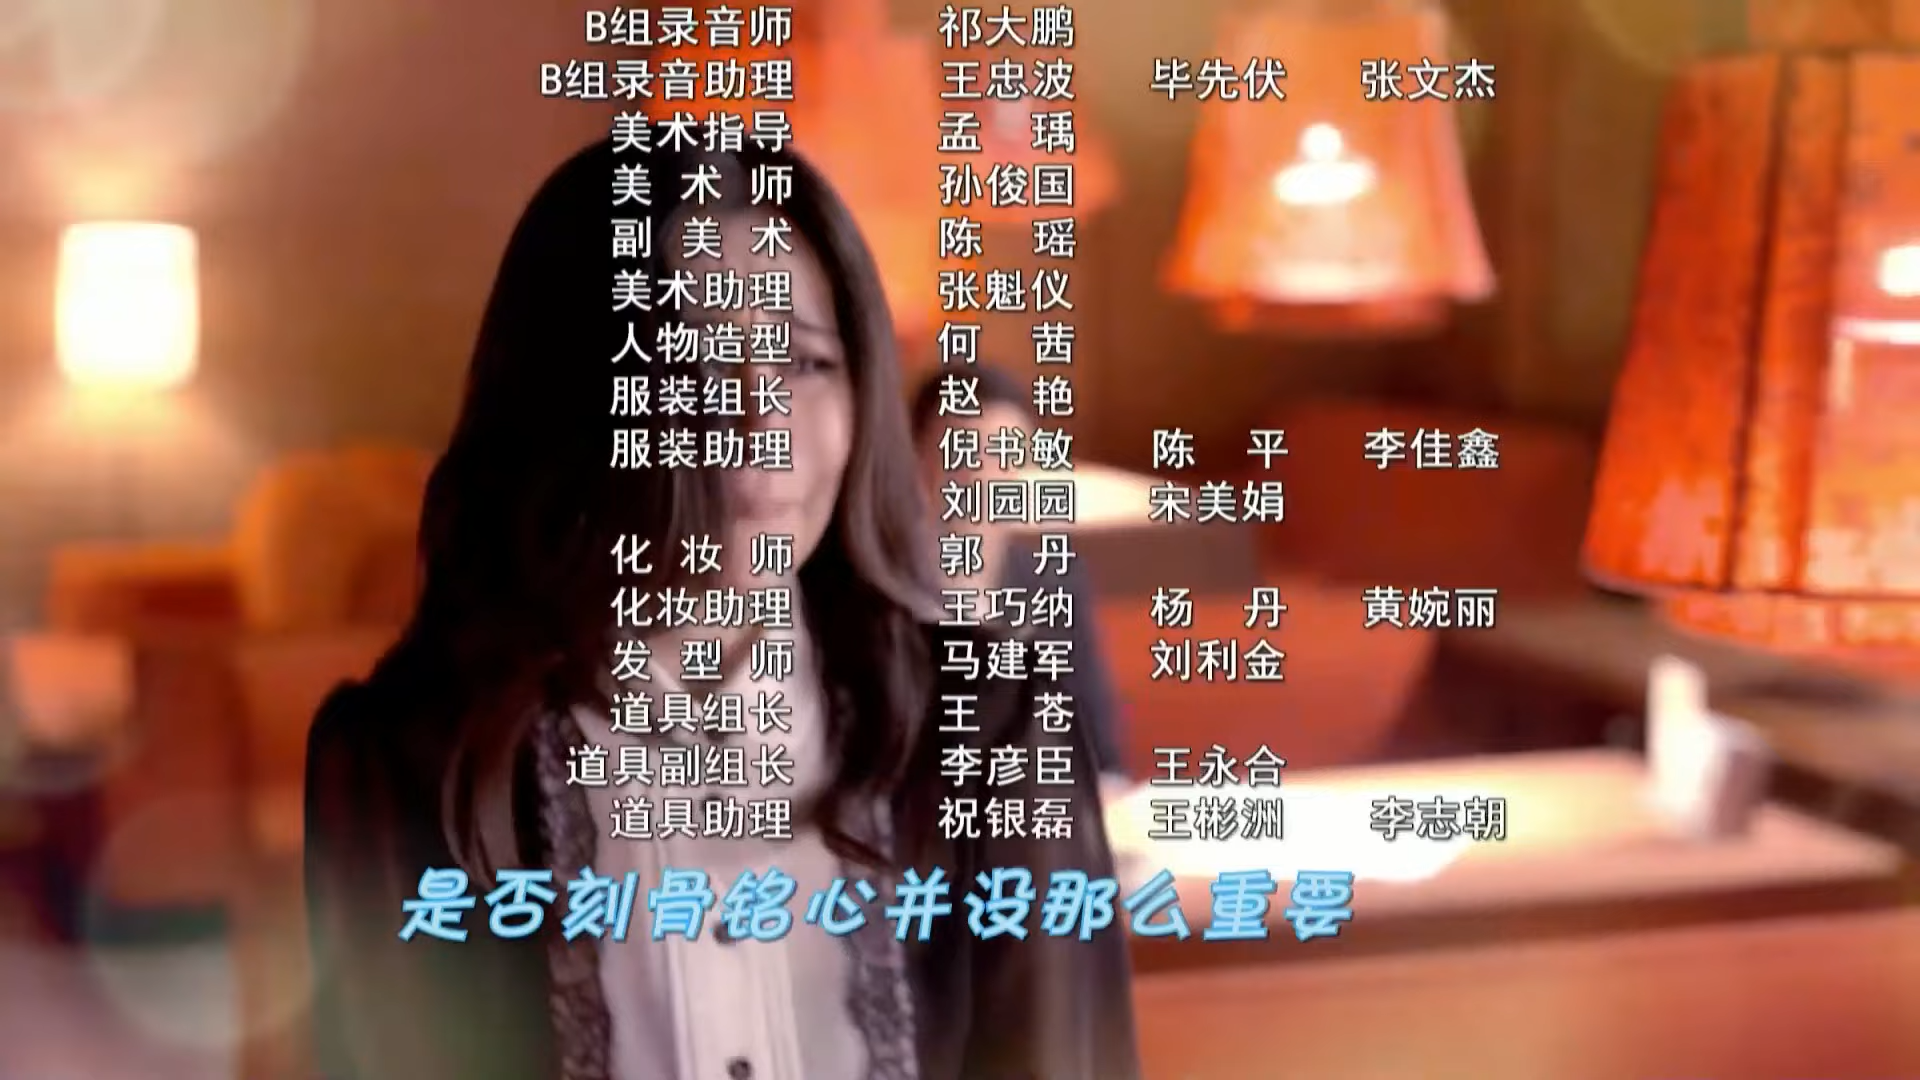 B组录音师 祁大鹏
B组录音助理 王忠波 毕先伏 张文杰
美术指导 孟 瑀
美术师 孙俊国
副美术 陈 瑶
美术助理 张魁仪
人物造型 何 茜
服装组长 赵 艳
服装助理 倪书敏 陈 平 李佳鑫
刘园园 宋美娟
化妆师 郭 丹
化妆助理 王巧纳 杨 丹 黄婉丽
发型师 马建军 刘利金
道具组长 王 苍
道具副组长 李彦臣 王永合
道具助理 祝银磊 王彬洲 李志朝
是否刻骨铭心并没那么重要